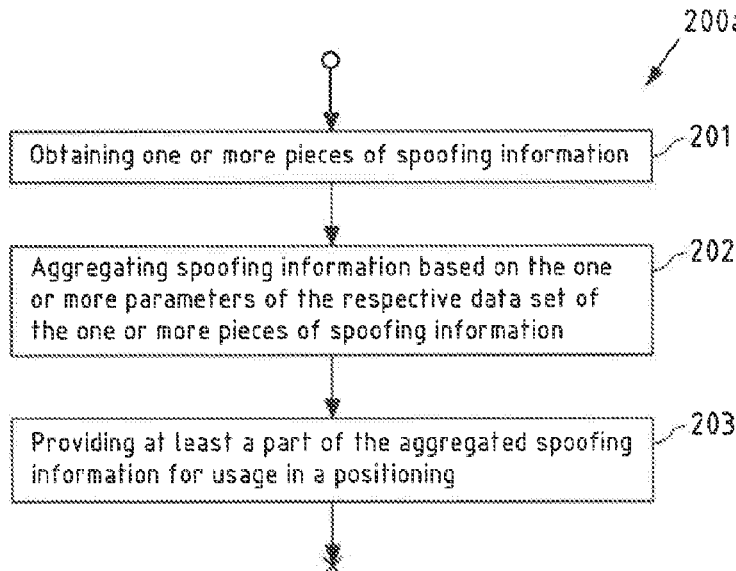 200a
Obtaining one or more pieces of spoofing information
201
Aggregating spoofing information based on the one
or more parameters of the respective data set of
the one or more pieces of spoofing information
202
Providing at least a part of the aggregated spoofing
information for usage in a positioning
203